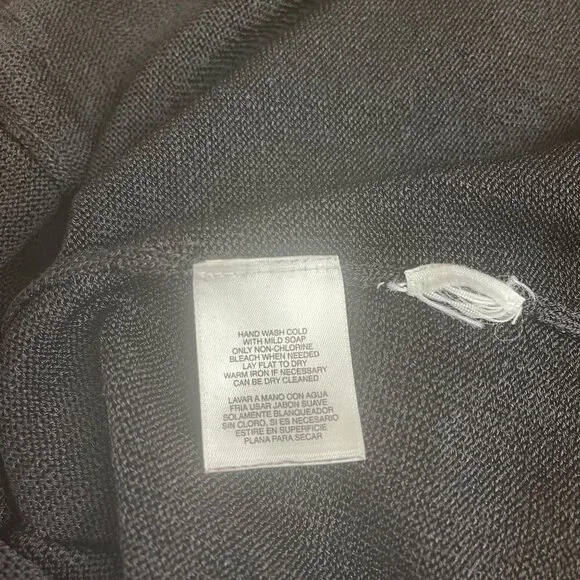 HAND WASH COLD
WITH MILD SOAP
ONLY NON-CHLORINE
BLEACH WHEN NEEDED
LAY FLAT TO DRY
WARM IRON IF NECESSARY
CAN BE DRY CLEANED
LAVAR A MANO CON AGUA
FRIA USAR JABON SUAVE
SOLAMENTE BLANQUEADOR
SIN CLORO, SI ES NECESARIO
ESTIRE EN SUPERFICIE
PLANA PARA SECAR